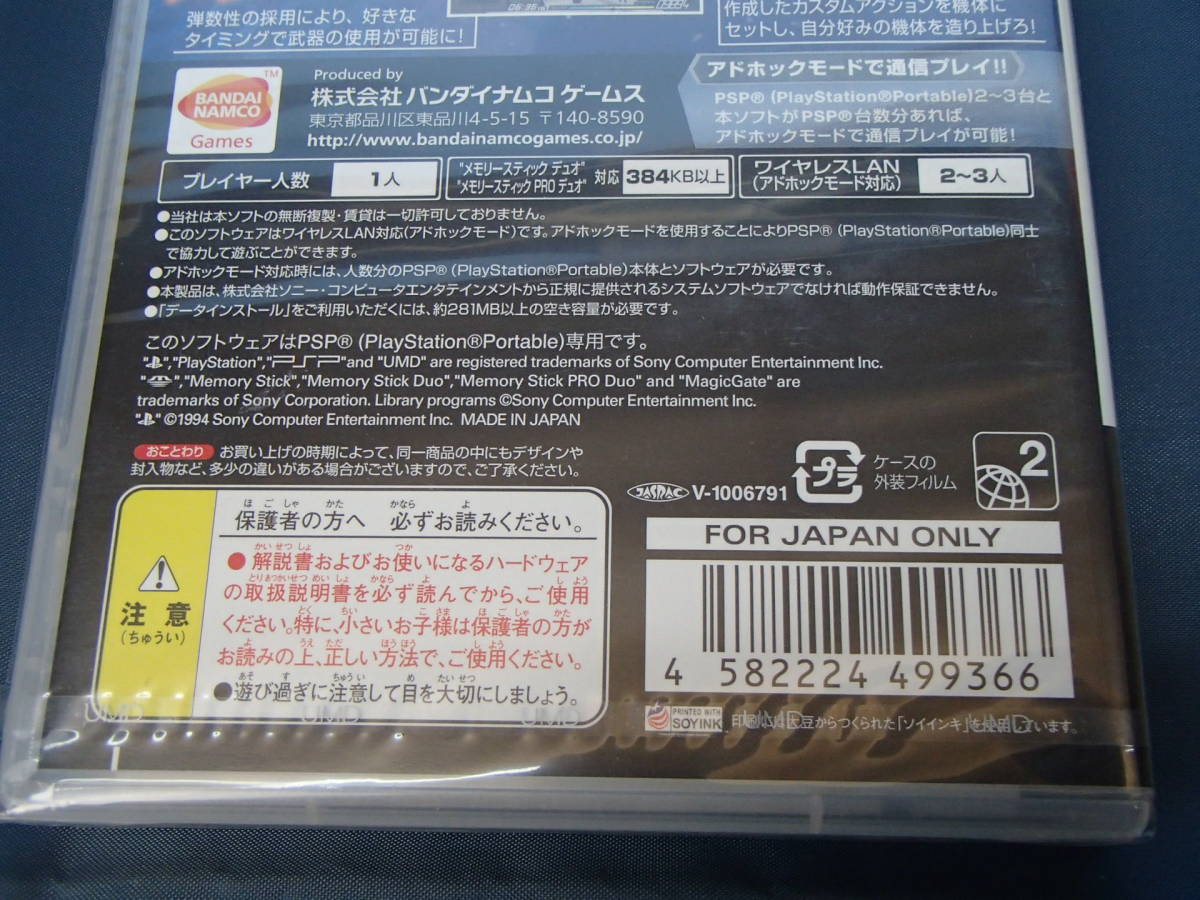 弾数性の採用により、好きな
タイミングで武器の使用が可能に!
作成したカスタムアクションを機体に
セットし、自分好みの機体を造り上げろ!
BANDAI
NAMCO
Games
TM
Produced by
株式会社 バンダイナムコ ゲームス
東京都品川区東品川4-5-15 〒140-8590
http://www.bandainamcogames.co.jp/
アドホックモードで通信プレイ!!
PSP® (PlayStation®Portable)2~3台と
本ソフトがPSP®台数分あれば、
アドホックモードで通信プレイが可能!
プレイヤー人数 1人
"メモリースティック デュオ"
"メモリースティック PRO デュオ" 対応 384KB以上
ワイヤレスLAN
(アドホックモード対応) 2~3人
●当社は本ソフトの無断複製・賃貸は一切許可しておりません。
●このソフトウェアはワイヤレスLAN対応(アドホックモード)です。アドホックモードを使用することによりPSP® (PlayStation®Portable)同士
で協力して遊ぶことができます。
●アドホックモード対応時には、人数分のPSP® (PlayStation®Portable)本体とソフトウェアが必要です。
●本製品は、株式会社ソニー・コンピュータエンタテインメントから正規に提供されるシステムソフトウェアでなければ動作保証できません。
●「データインストール」をご利用いただくには、約281MB以上の空き容量が必要です。
このソフトウェアはPSP® (PlayStation®Portable)専用です。
" ","PlayStation","PSP"and "UMD" are registered trademarks of Sony Computer Entertainment Inc.
" ","Memory Stick","Memory Stick Duo","Memory Stick PRO Duo" and "MagicGate" are
trademarks of Sony Corporation. Library programs ©Sony Computer Entertainment Inc.
" " ©1994 Sony Computer Entertainment Inc. MADE IN JAPAN
おことわり お買い上げの時期によって、同一商品の中にもデザインや
封入物など、多少の違いがある場合がございますので、ご了承ください。
JASRAC V-1006791
プラ
ケースの
外装フィルム
2
注意
(ちゅうい)
保護者の方へ 必ずお読みください。
●解説書およびお使いになるハードウェア
の取扱説明書を必ず読んでから、ご使用
ください。特に、小さいお子様は保護者の方が
お読みの上、正しい方法で、ご使用ください。
●遊び過ぎに注意して目を大切にしましょう。
FOR JAPAN ONLY
4 582224 499366
PRINTED WITH
SOY INK
UMD UMD UMD